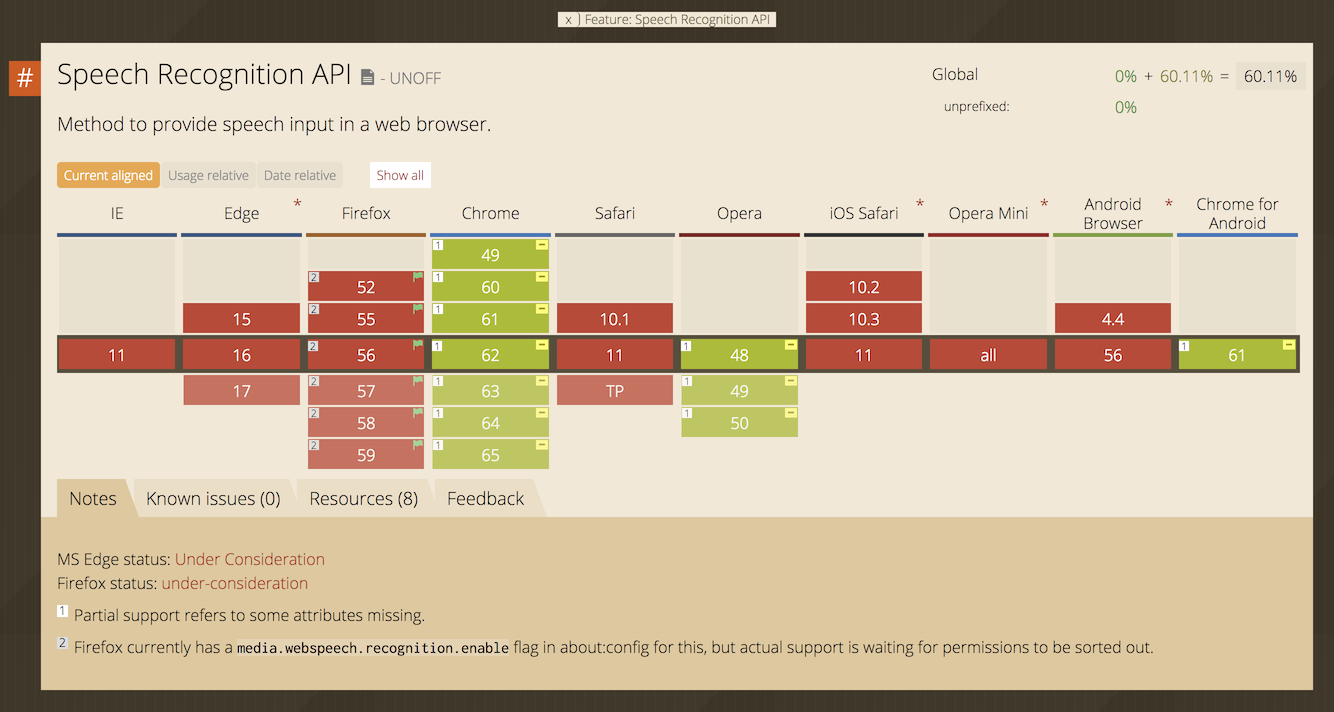 x ) Feature: Speech Recognition API
#
Speech Recognition API - UNOFF
Global 0% + 60.11% = 60.11%
unprefixed: 0%
Method to provide speech input in a web browser.
Current aligned Usage relative Date relative Show all
IE Edge * Firefox Chrome Safari Opera iOS Safari * Opera Mini * Android Browser * Chrome for Android
1 49 −
2 52 1 60 − 10.2
15 2 55 1 61 − 10.1 10.3 4.4
11 16 2 56 1 62 − 11 1 48 − 11 all 56 1 61 −
17 2 57 1 63 − TP 1 49 −
2 58 1 64 − 1 50 −
2 59 1 65 −
Notes Known issues (0) Resources (8) Feedback
MS Edge status: Under Consideration
Firefox status: under-consideration
1 Partial support refers to some attributes missing.
2 Firefox currently has a media.webspeech.recognition.enable flag in about:config for this, but actual support is waiting for permissions to be sorted out.